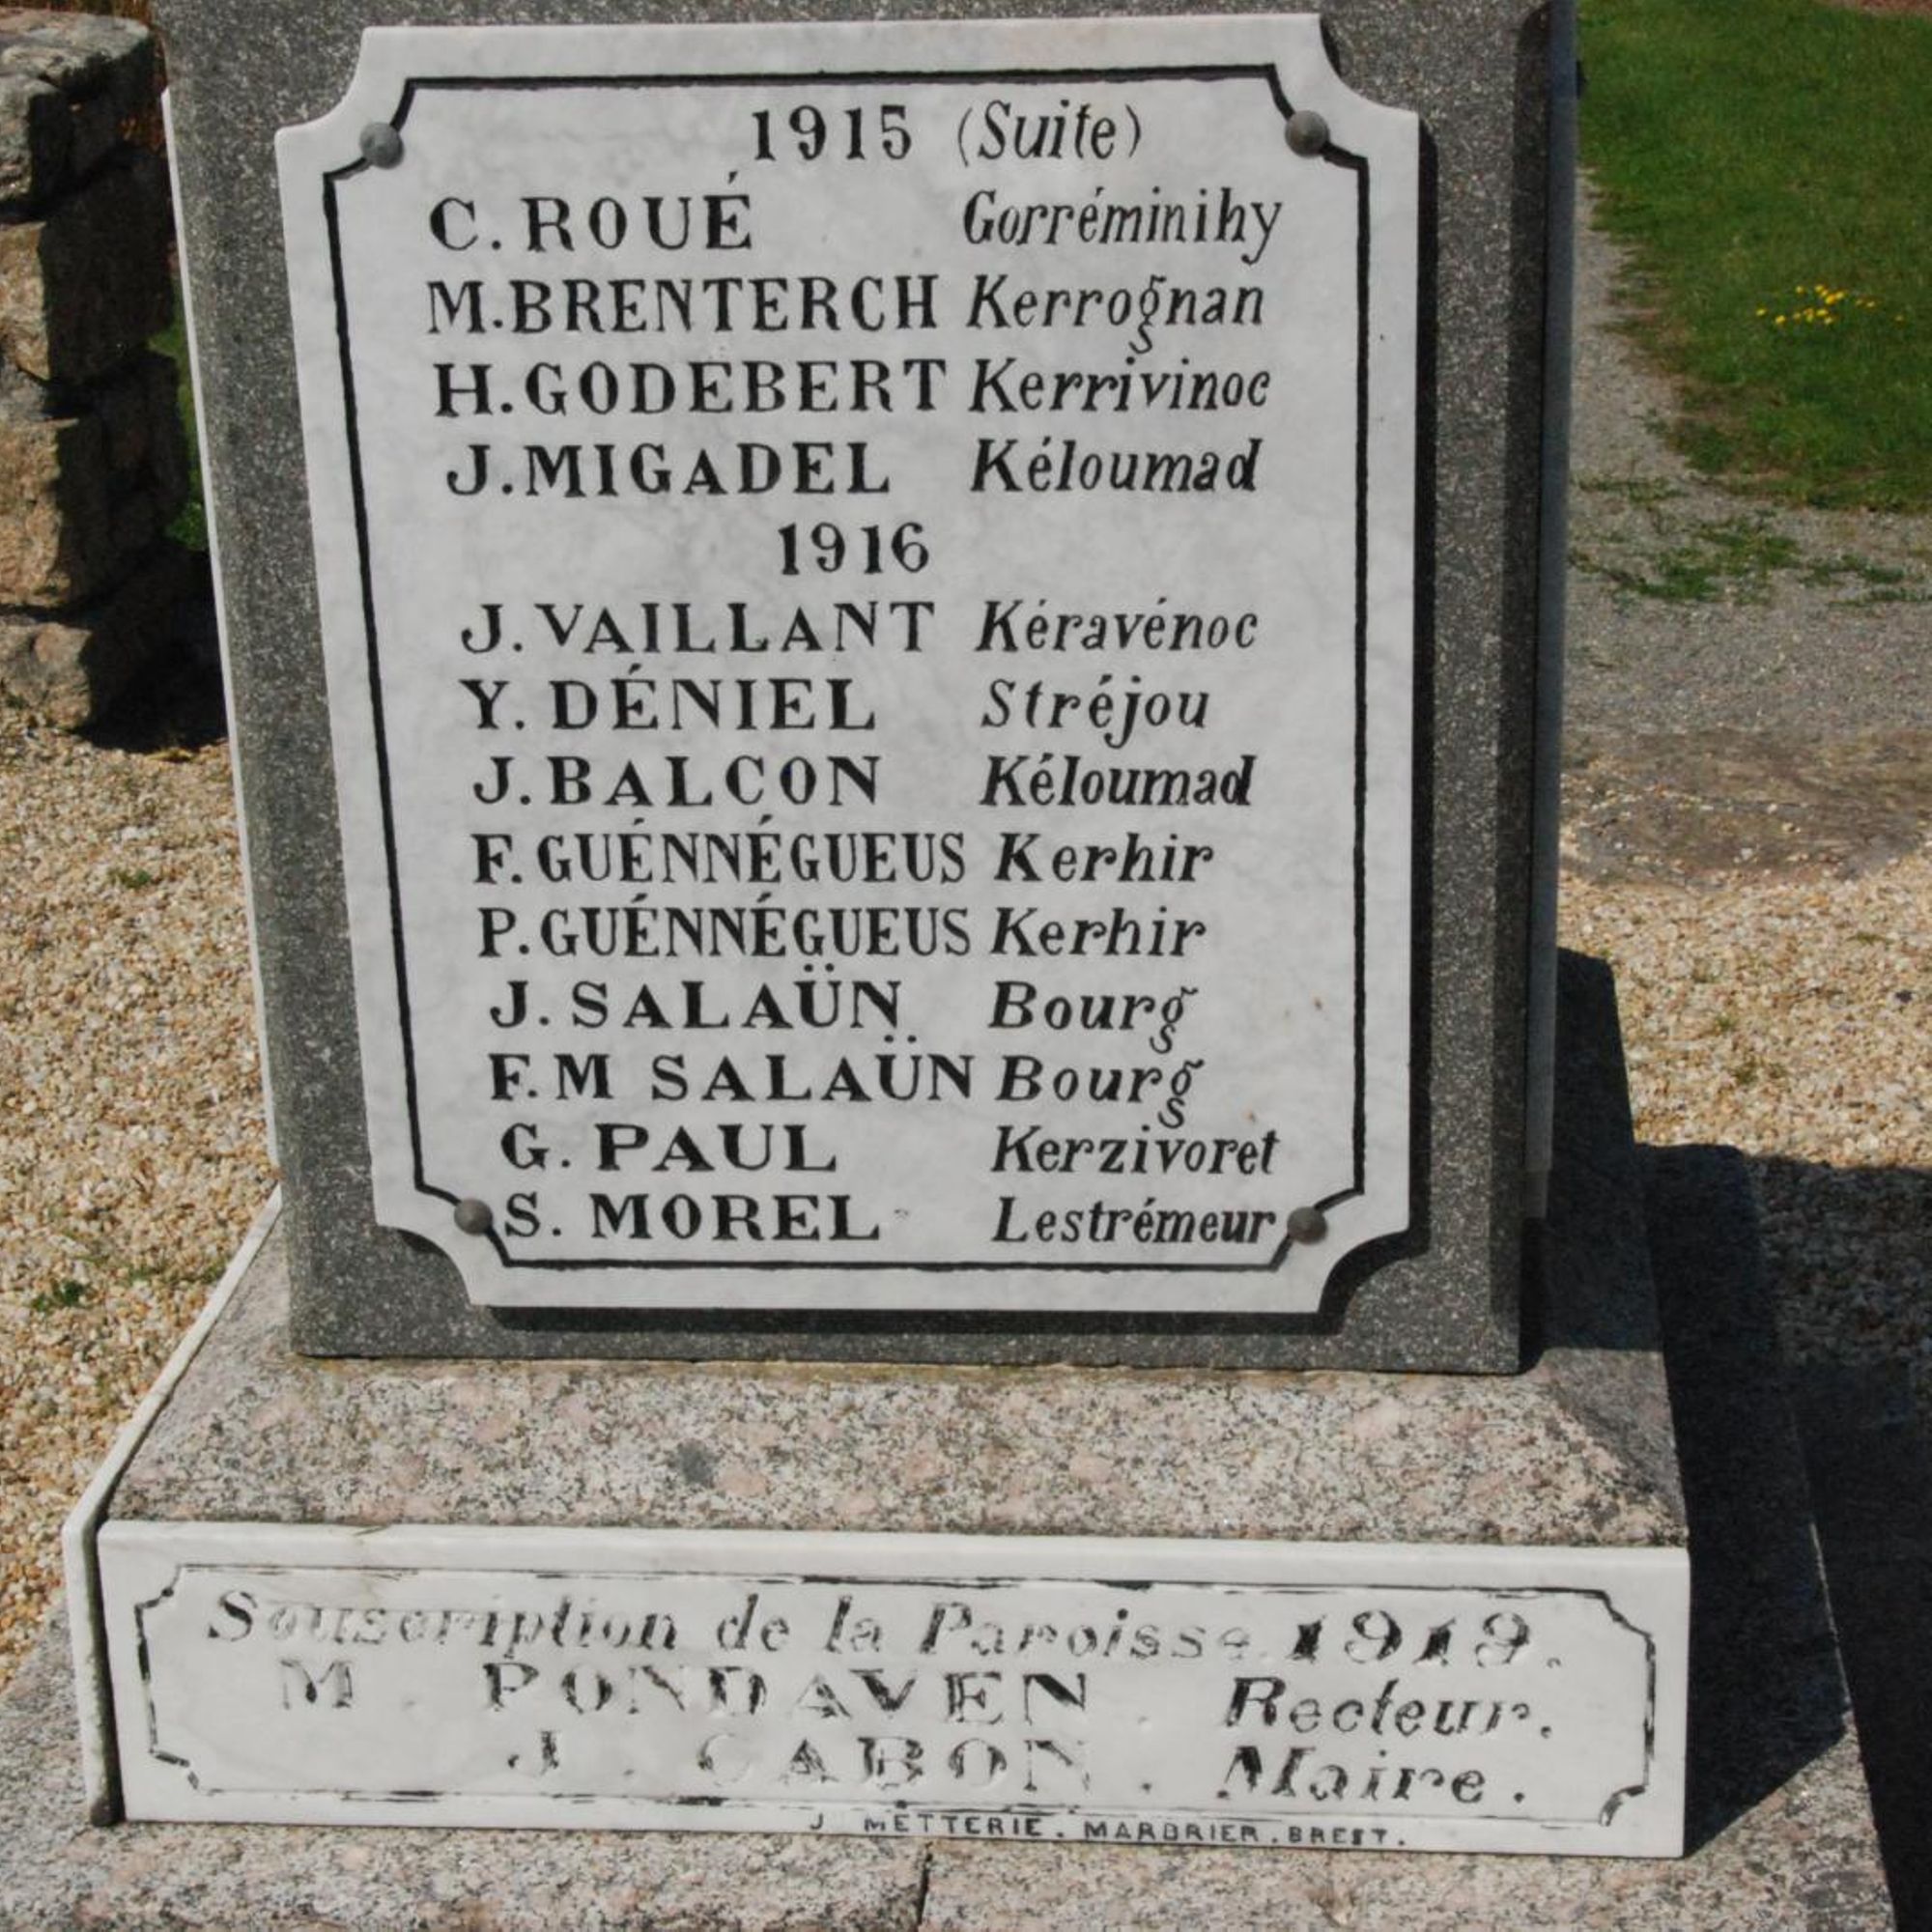 1915 (Suite)
C. ROUÉ Gorréminihy
M. BRENTERCH Kerrognan
H. GODEBERT Kerrivinoc
J. MIGADEL Kéloumad
1916
J. VAILLANT Kéravénoc
Y. DÉNIEL Stréjou
J. BALCON Kéloumad
F. GUÉNNÉGUEUS Kerhir
P. GUÉNNÉGUEUS Kerhir
J. SALAÜN Bourg
F.M SALAÜN Bourg
G. PAUL Kerzivoret
S. MOREL Lestrémeur
Souscription de la Paroisse 1919.
M. PONDAVEN. Recteur.
J. CABON. Maire.
J METTERIE. MARBRIER. BREST.